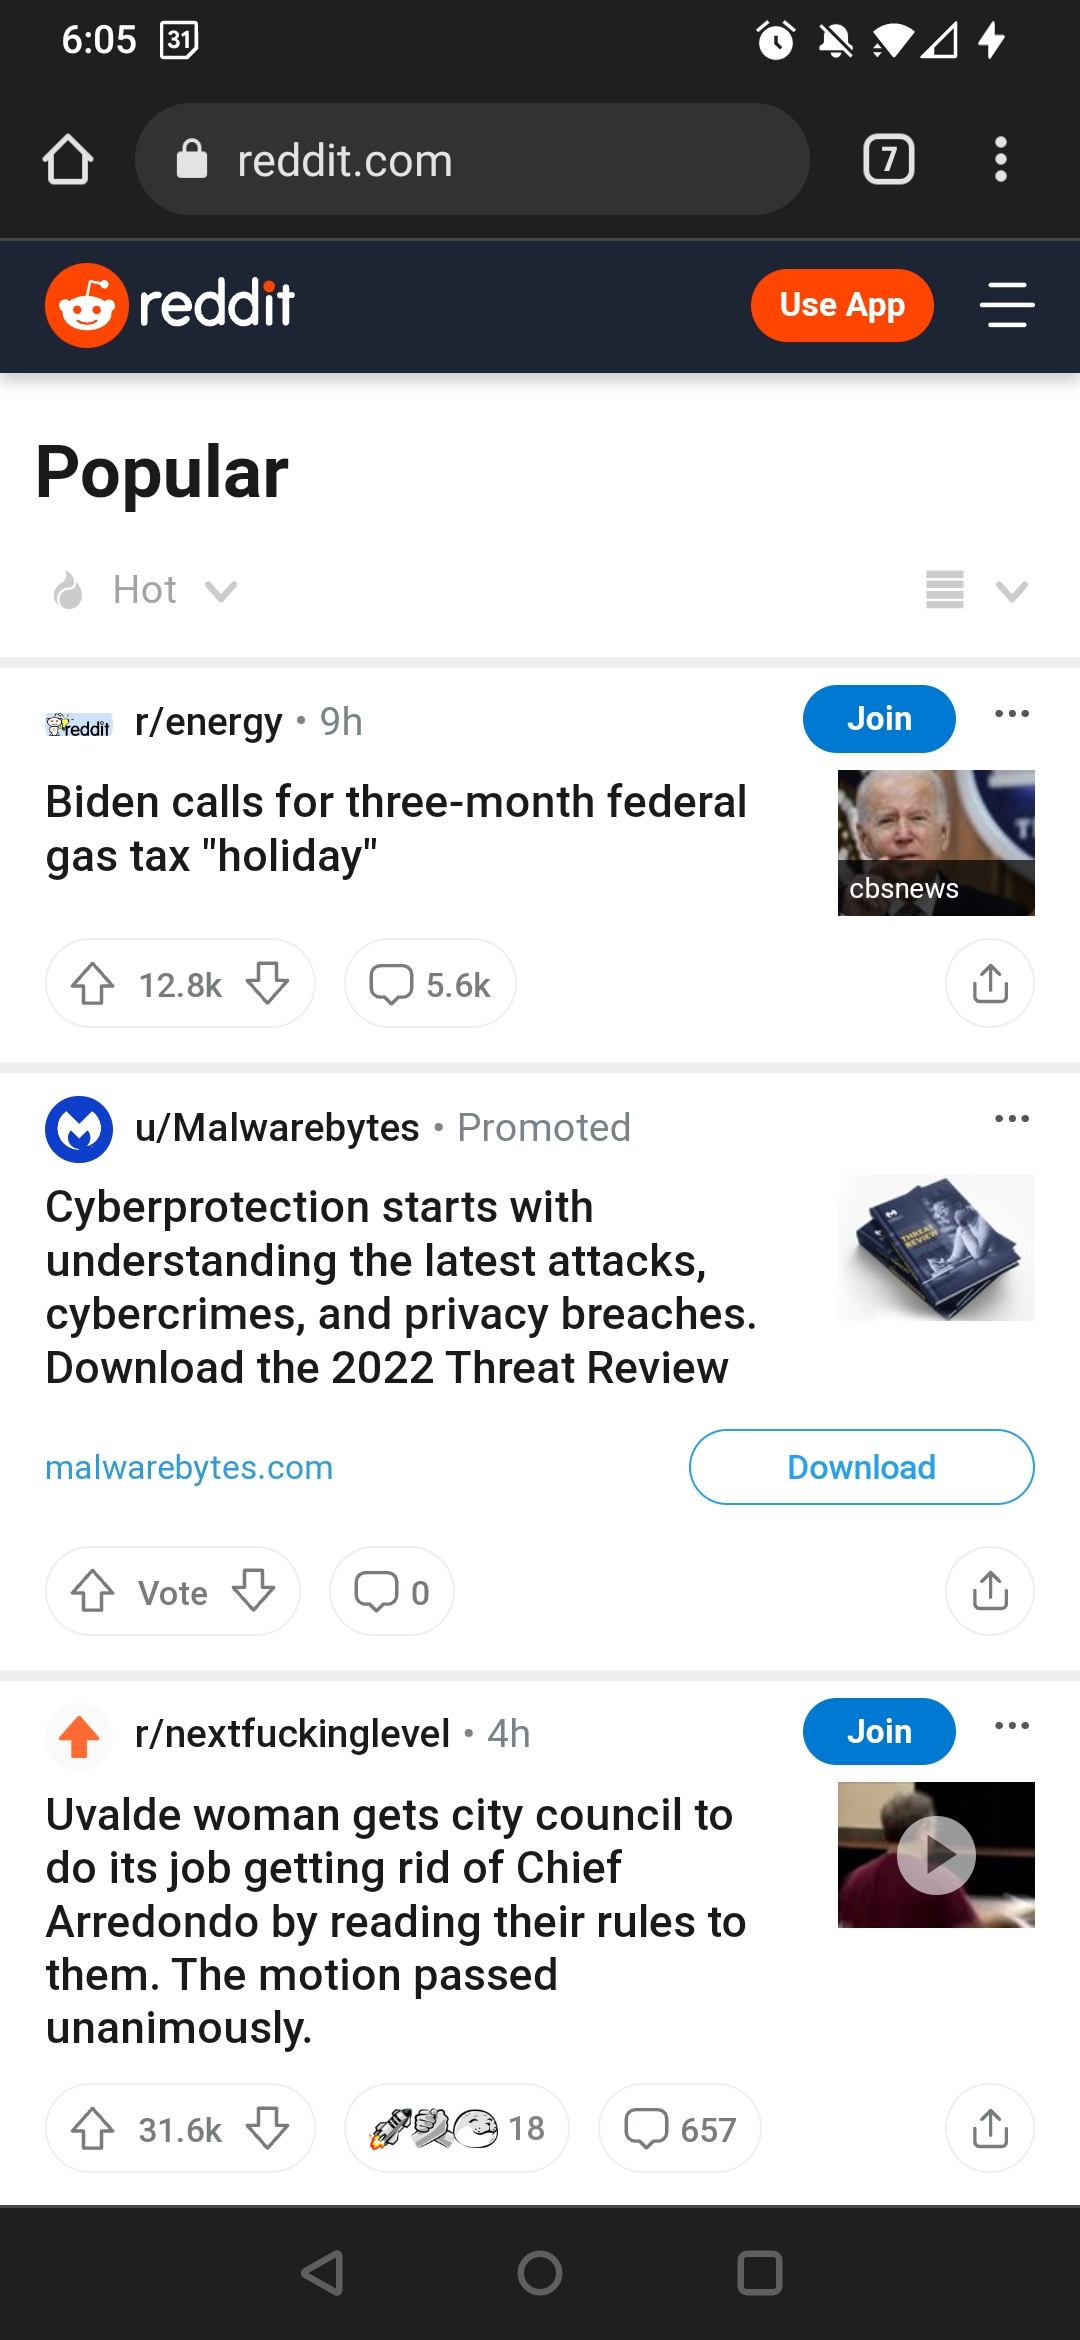 6:05 31
reddit.com 7
reddit Use App
Popular
Hot
reddit r/energy • 9h Join
Biden calls for three-month federal
gas tax "holiday"
cbsnews
12.8k 5.6k
u/Malwarebytes • Promoted
Cyberprotection starts with
understanding the latest attacks,
cybercrimes, and privacy breaches.
Download the 2022 Threat Review
THREAT
REVIEW
malwarebytes.com Download
Vote 0
r/nextfuckinglevel • 4h Join
Uvalde woman gets city council to
do its job getting rid of Chief
Arredondo by reading their rules to
them. The motion passed
unanimously.
31.6k 18 657